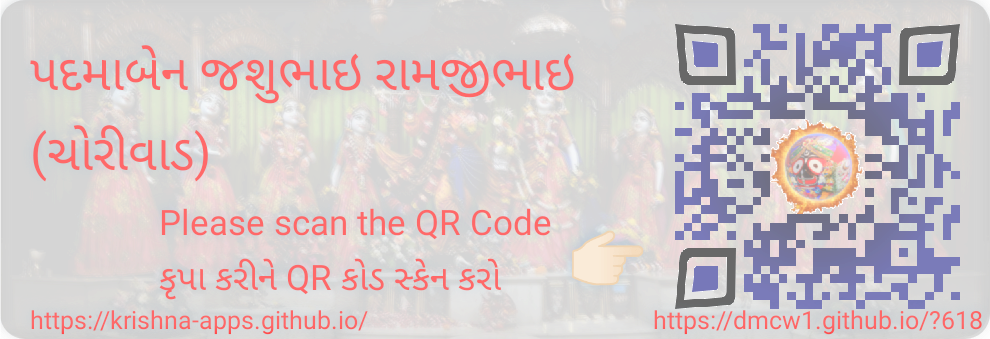 પદમાબેન જશુભાઇ રામજીભાઇ
(ચોરીવાડ)
Please scan the QR Code
કૃપા કરીને QR કોડ સ્કેન કરો
https://krishna-apps.github.io/
https://dmcw1.github.io/?618